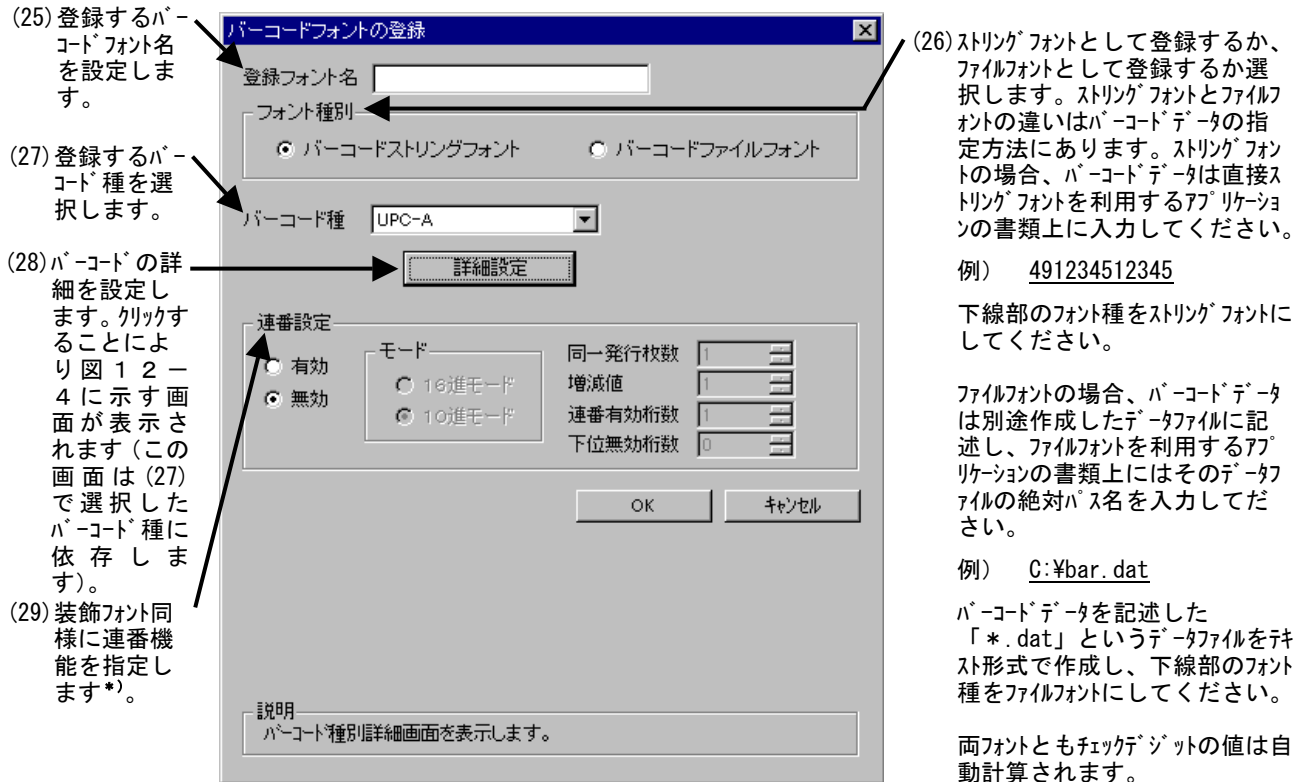 (25)登録するﾊﾞｰ
ｺｰﾄﾞﾌｫﾝﾄ名
を設定しま
す。
(27)登録するﾊﾞｰ
ｺｰﾄﾞ種を選
択します。
(28)ﾊﾞｰｺｰﾄﾞの詳
細を設定し
ます。ｸﾘｯｸす
ることによ
り図１２－
４に示す画
面が表示さ
れます（この
画面は(27)
で選択した
ﾊﾞｰｺｰﾄﾞ種に
依存しま
す）。
(29)装飾ﾌｫﾝﾄ同
様に連番機
能を指定し
ます*)。
バーコードフォントの登録
登録フォント名
フォント種別
バーコードストリングフォント バーコードファイルフォント
バーコード種 UPC-A
詳細設定
連番設定
有効
無効
モード
16進モード
10進モード
同一発行枚数 1
増減値 1
連番有効桁数 1
下位無効桁数 0
OK ｷｬﾝｾﾙ
説明
ﾊﾞｰｺｰﾄﾞ種別詳細画面を表示します。
(26)ｽﾄﾘﾝｸﾞﾌｫﾝﾄとして登録するか、
ﾌｧｲﾙﾌｫﾝﾄとして登録するか選
択します。ｽﾄﾘﾝｸﾞﾌｫﾝﾄとﾌｧｲﾙﾌ
ｫﾝﾄの違いはﾊﾞｰｺｰﾄﾞﾃﾞｰﾀの指
定方法にあります。ｽﾄﾘﾝｸﾞﾌｫﾝ
ﾄの場合、ﾊﾞｰｺｰﾄﾞﾃﾞｰﾀは直接ｽ
ﾄﾘﾝｸﾞﾌｫﾝﾄを利用するｱﾌﾟﾘｹｰｼｮ
ﾝの書類上に入力してください。
例） 491234512345
下線部のﾌｫﾝﾄ種をｽﾄﾘﾝｸﾞﾌｫﾝﾄに
してください。
ﾌｧｲﾙﾌｫﾝﾄの場合、ﾊﾞｰｺｰﾄﾞﾃﾞｰﾀ
は別途作成したﾃﾞｰﾀﾌｧｲﾙに記
述し、ﾌｧｲﾙﾌｫﾝﾄを利用するｱﾌﾟ
ﾘｹｰｼｮﾝの書類上にはそのﾃﾞｰﾀﾌ
ｧｲﾙの絶対ﾊﾟｽ名を入力してだ
さい。
例） C:¥bar.dat
ﾊﾞｰｺｰﾄﾞﾃﾞｰﾀを記述した
「＊.dat」というﾃﾞｰﾀﾌｧｲﾙをﾃｷ
ｽﾄ形式で作成し、下線部のﾌｫﾝﾄ
種をﾌｧｲﾙﾌｫﾝﾄにしてください。
両ﾌｫﾝﾄともﾁｪｯｸﾃﾞｼﾞｯﾄの値は自
動計算されます。